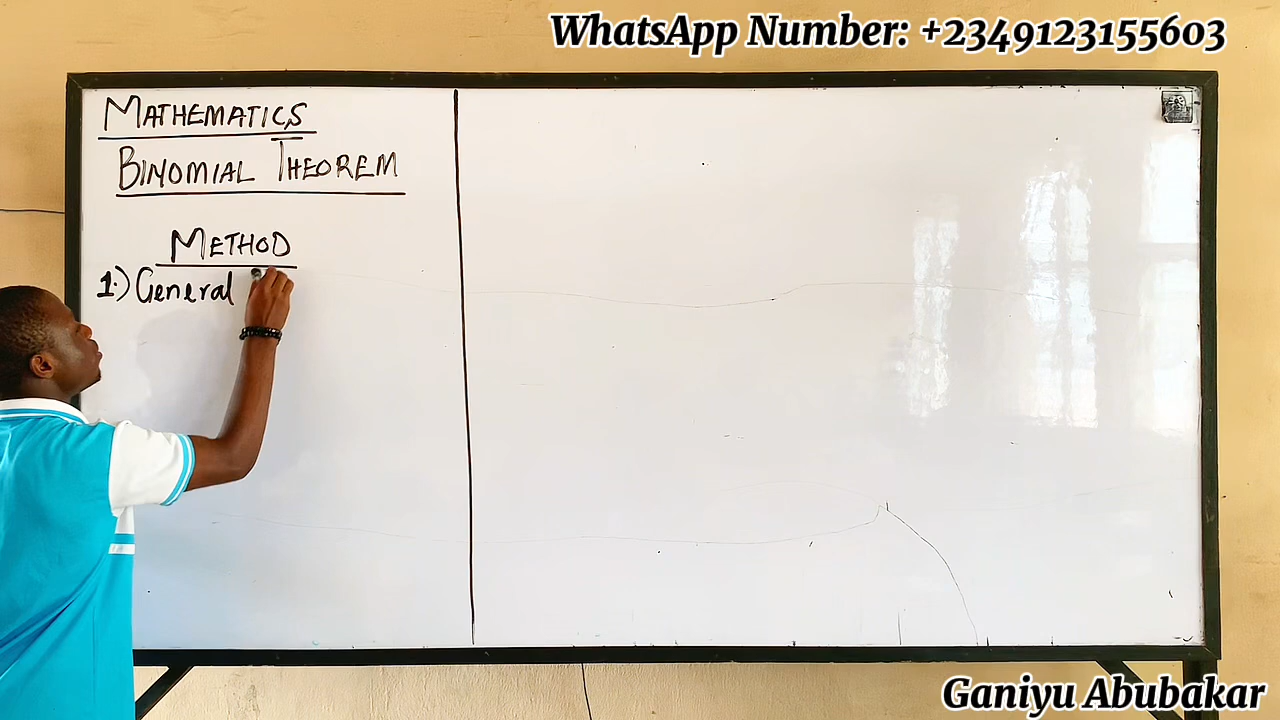 WhatsApp Number: +2349123155603
MATHEMATICS
BINOMIAL THEOREM
METHOD
1.) General
Ganiyu Abubakar